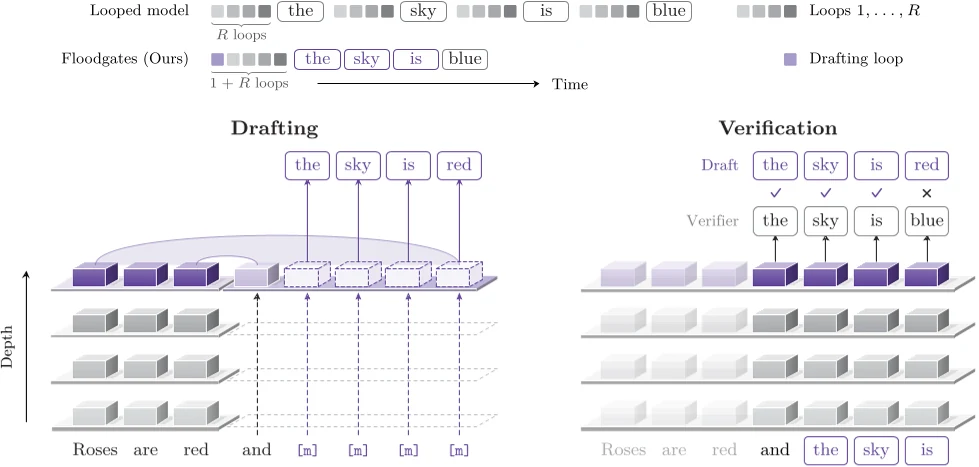 Looped model the sky is blue Loops 1, . . . , R
R loops
Floodgates (Ours) the sky is blue Drafting loop
1 + R loops Time
Drafting Verification
the sky is red
Draft the sky is red
✓ ✓ ✓ ×
Verifier the sky is blue
Depth
Roses are red and [m] [m] [m] [m]
Roses are red and the sky is